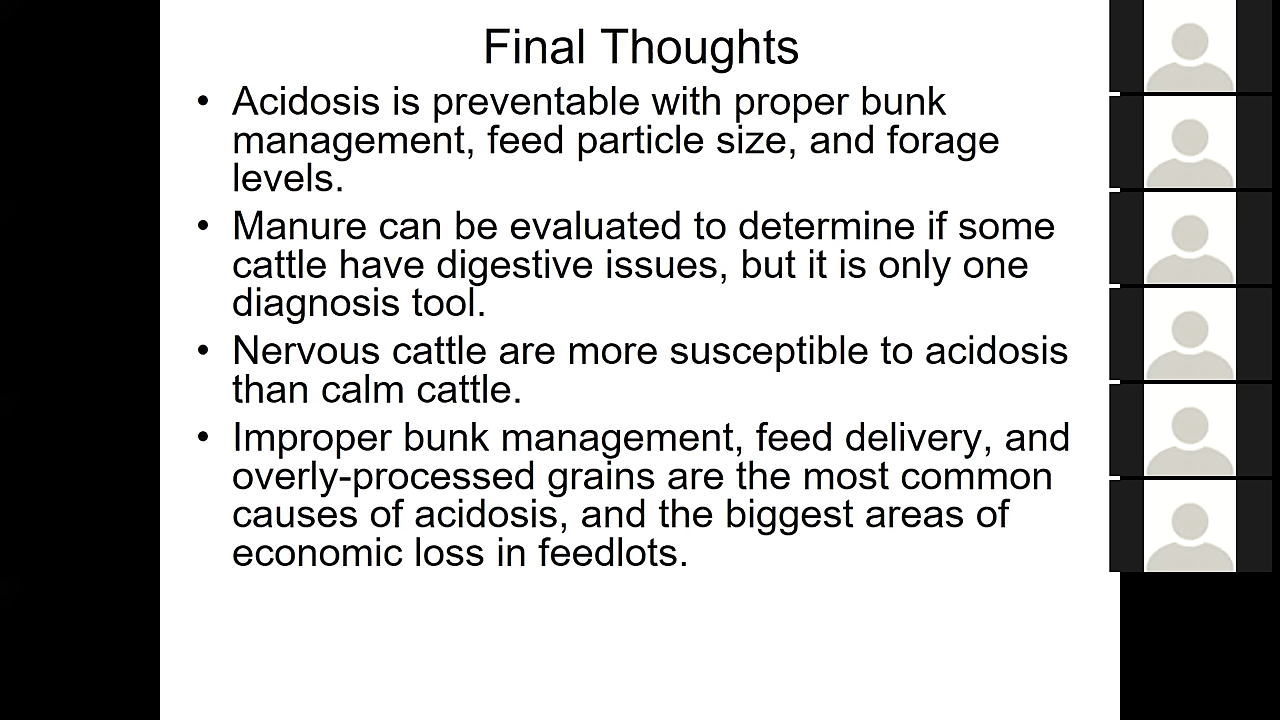 Final Thoughts
• Acidosis is preventable with proper bunk
management, feed particle size, and forage
levels.
• Manure can be evaluated to determine if some
cattle have digestive issues, but it is only one
diagnosis tool.
• Nervous cattle are more susceptible to acidosis
than calm cattle.
• Improper bunk management, feed delivery, and
overly-processed grains are the most common
causes of acidosis, and the biggest areas of
economic loss in feedlots.